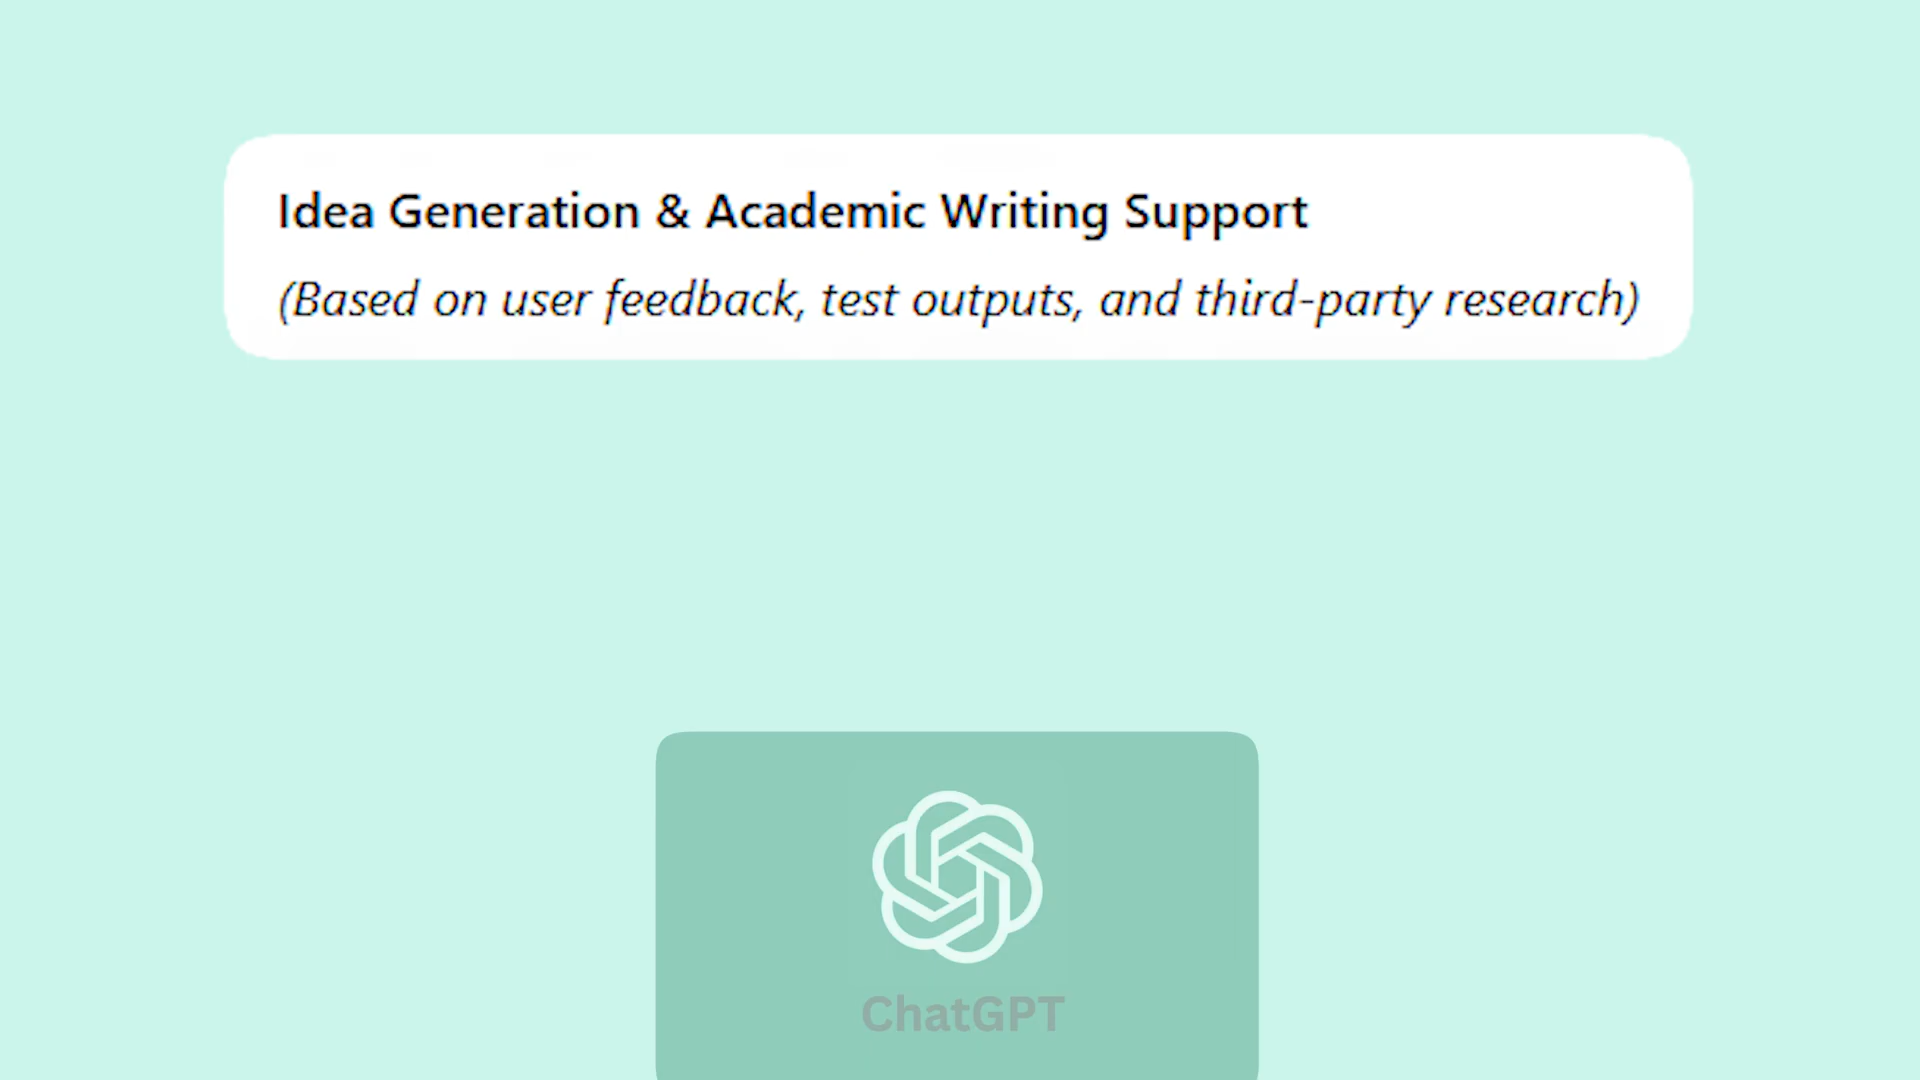 Idea Generation & Academic Writing Support
(Based on user feedback, test outputs, and third-party research)
ChatGPT